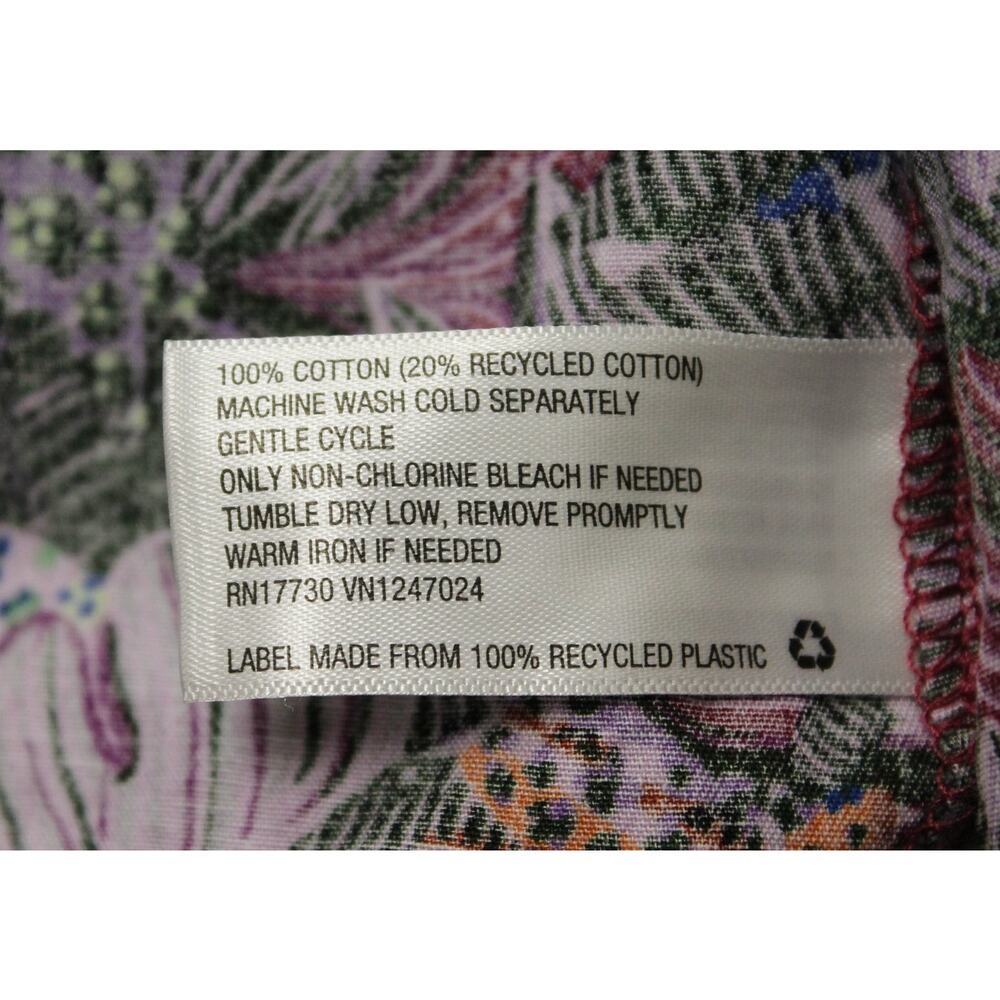 100% COTTON (20% RECYCLED COTTON)
MACHINE WASH COLD SEPARATELY
GENTLE CYCLE
ONLY NON-CHLORINE BLEACH IF NEEDED
TUMBLE DRY LOW, REMOVE PROMPTLY
WARM IRON IF NEEDED
RN17730 VN1247024
LABEL MADE FROM 100% RECYCLED PLASTIC